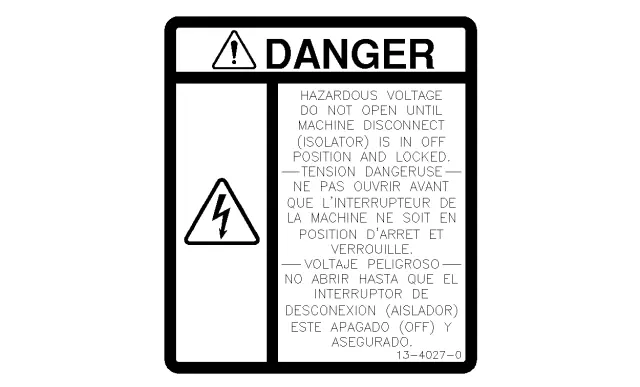 DANGER
HAZARDOUS VOLTAGE
DO NOT OPEN UNTIL
MACHINE DISCONNECT
(ISOLATOR) IS IN OFF
POSITION AND LOCKED.
—TENSION DANGERUSE—
NE PAS OUVRIR AVANT
QUE L'INTERRUPTEUR DE
LA MACHINE NE SOIT EN
POSITION D'ARRET ET
VERROUILLE.
—VOLTAJE PELIGROSO—
NO ABRIR HASTA QUE EL
INTERRUPTOR DE
DESCONEXION (AISLADOR)
ESTE APAGADO (OFF) Y
ASEGURADO.
13-4027-0